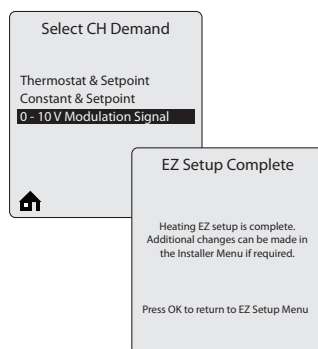 Select CH Demand
Thermostat & Setpoint
Constant & Setpoint
0 - 10 V Modulation Signal
EZ Setup Complete
Heating EZ setup is complete.
Additional changes can be made in
the Installer Menu if required.
Press OK to return to EZ Setup Menu